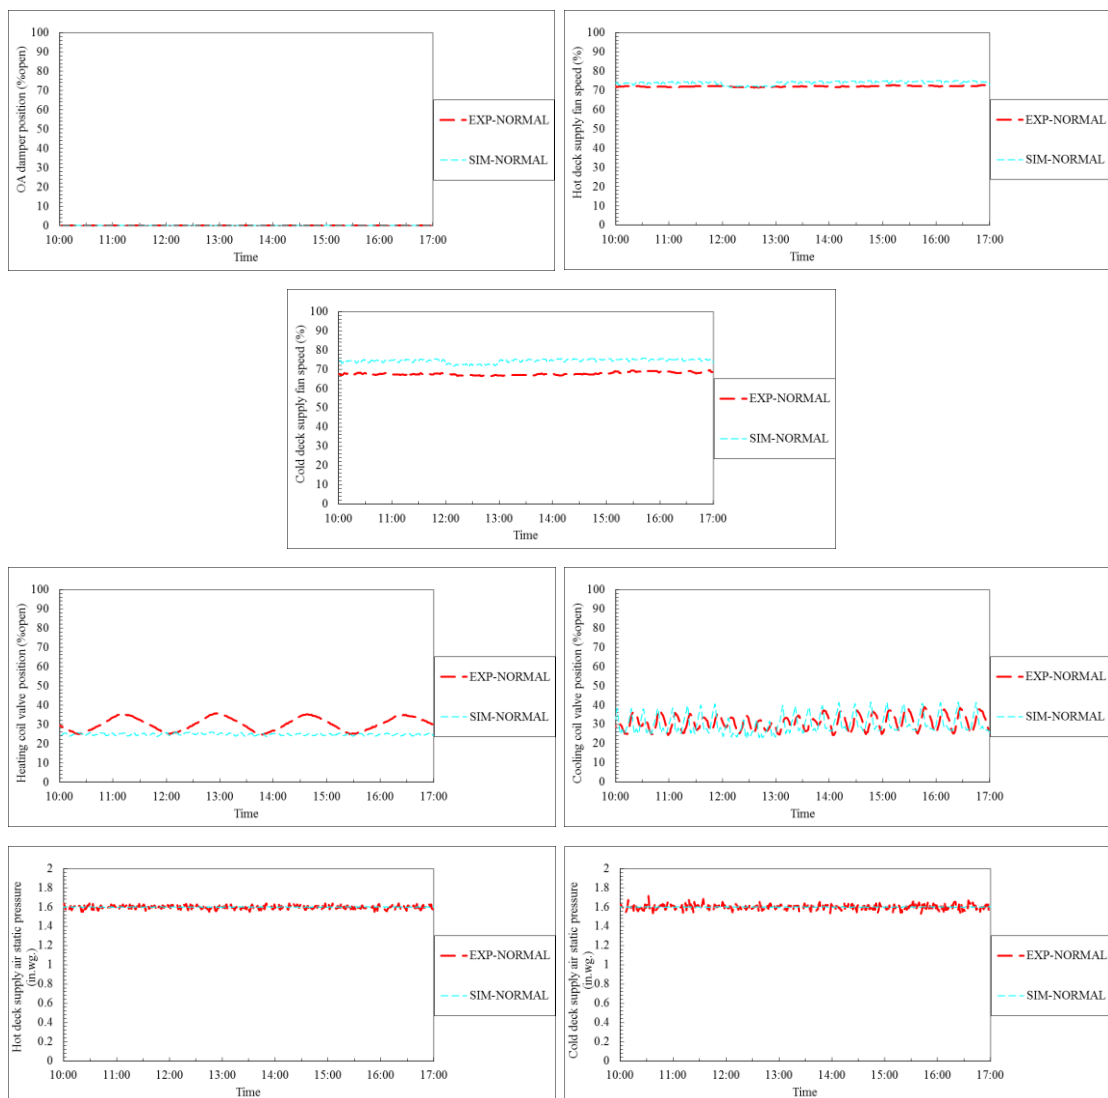 OA damper position (%open)
100
90
80
70
60
50
40
30
20
10
0
10:00 11:00 12:00 13:00 14:00 15:00 16:00 17:00
Time
EXP-NORMAL
SIM-NORMAL
Hot deck supply fan speed (%)
100
90
80
70
60
50
40
30
20
10
0
10:00 11:00 12:00 13:00 14:00 15:00 16:00 17:00
Time
EXP-NORMAL
SIM-NORMAL
Cold deck supply fan speed (%)
100
90
80
70
60
50
40
30
20
10
0
10:00 11:00 12:00 13:00 14:00 15:00 16:00 17:00
Time
EXP-NORMAL
SIM-NORMAL
Heating coil valve position (%open)
100
90
80
70
60
50
40
30
20
10
0
10:00 11:00 12:00 13:00 14:00 15:00 16:00 17:00
Time
EXP-NORMAL
SIM-NORMAL
Cooling coil valve position (%open)
100
90
80
70
60
50
40
30
20
10
0
10:00 11:00 12:00 13:00 14:00 15:00 16:00 17:00
Time
EXP-NORMAL
SIM-NORMAL
Hot deck supply air static pressure
(in.wg.)
2
1.8
1.6
1.4
1.2
1
0.8
0.6
0.4
0.2
0
10:00 11:00 12:00 13:00 14:00 15:00 16:00 17:00
Time
EXP-NORMAL
SIM-NORMAL
Cold deck supply air static pressure
(in.wg.)
2
1.8
1.6
1.4
1.2
1
0.8
0.6
0.4
0.2
0
10:00 11:00 12:00 13:00 14:00 15:00 16:00 17:00
Time
EXP-NORMAL
SIM-NORMAL